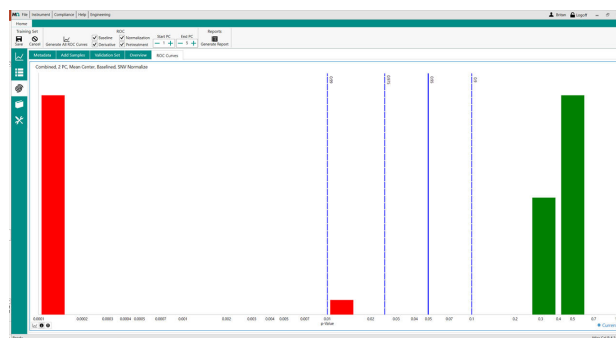 File Instrument Compliance Help Engineering
Logoff
Home
Training Set
ROC
Reports
Start PC End PC
Save Cancel Generate All ROC Curves
Baseline Normalization
Derivative Pretreatment
1 5
Generate Report
Metadata Add Samples Validation Set Overview ROC Curves
Combined, 2 PC, Mean Center, Baselined, SNV Normalize
0.0001 0.0002 0.0003 0.0004 0.0005 0.0007 0.001 0.002 0.003 0.004 0.005 0.007 0.01 0.02 0.03 0.04 0.05 0.07 0.1 0.2 0.3 0.4 0.5 0.7
p-Value